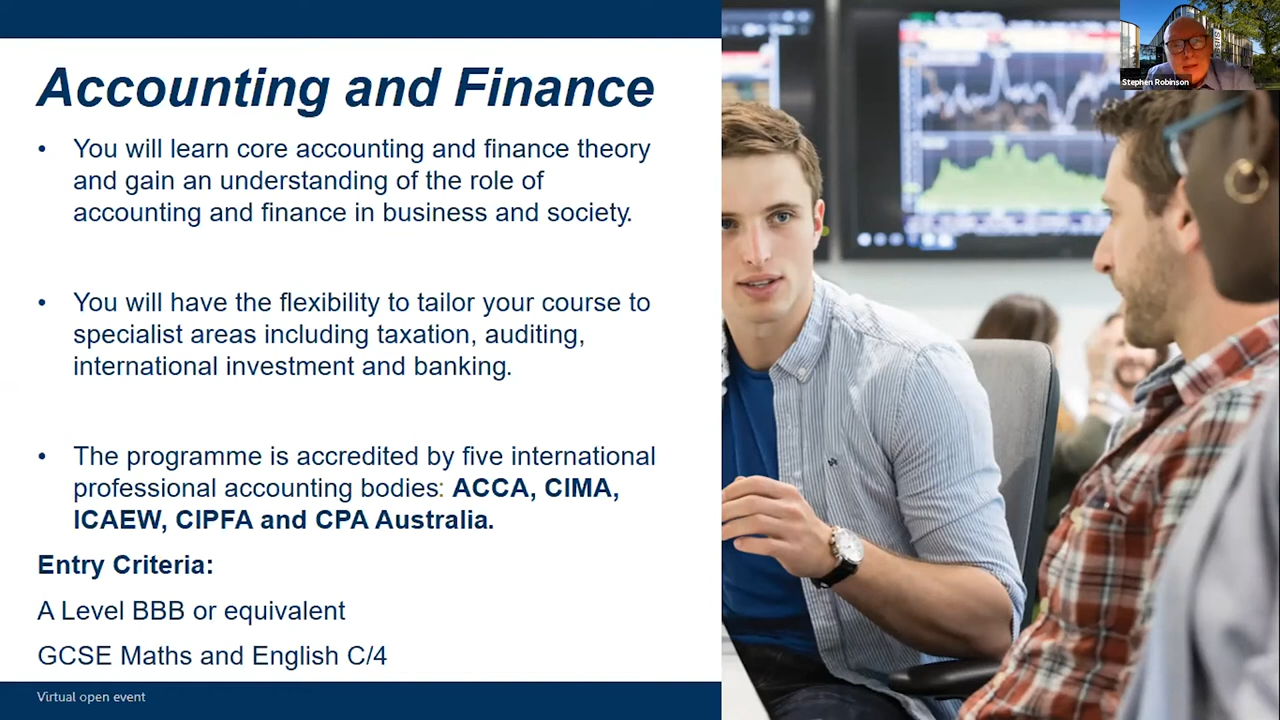 Accounting and Finance
• You will learn core accounting and finance theory
and gain an understanding of the role of
accounting and finance in business and society.
• You will have the flexibility to tailor your course to
specialist areas including taxation, auditing,
international investment and banking.
• The programme is accredited by five international
professional accounting bodies: ACCA, CIMA,
ICAEW, CIPFA and CPA Australia.
Entry Criteria:
A Level BBB or equivalent
GCSE Maths and English C/4
Virtual open event
Stephen Robinson